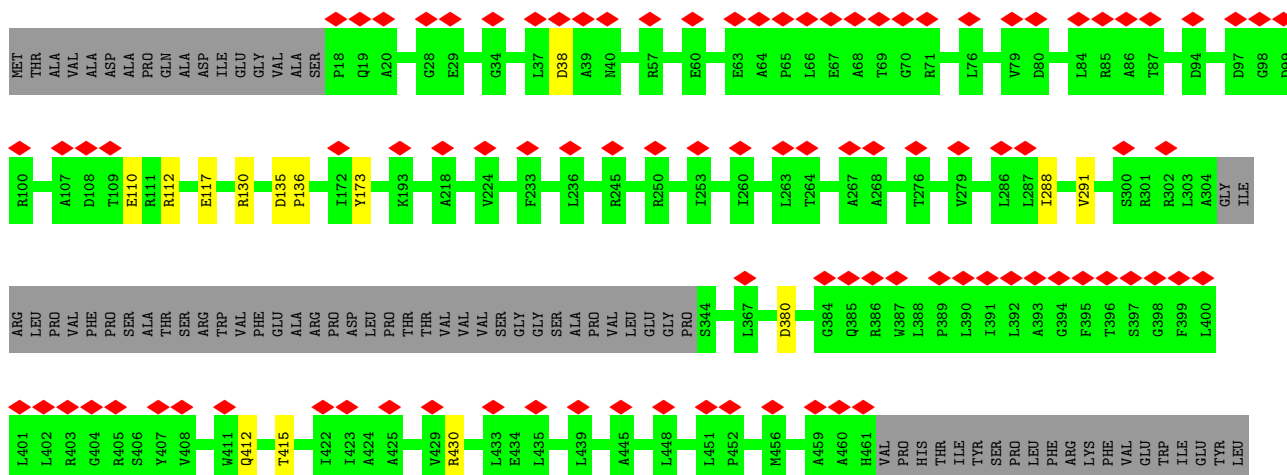 MET THR ALA VAL ALA ASP ALA PRO GLN ALA ASP ILE GLU GLY VAL ALA SER P18 Q19 A20 G28 E29 G34 L37 D38 A39 N40 R57 E60 E63 A64 P65 L66 E67 A68 T69 G70 R71 L76 V79 D80 L84 R85 A86 T87 D94 D97 G98 D99
R100 A107 D108 T109 E110 R111 R112 E117 R130 D135 P136 I172 Y173 K193 A218 V224 F233 L236 R245 R250 I253 I260 L263 T264 A267 A268 T276 V279 L286 L287 I288 V291 S300 R301 R302 L303 A304 GLY ILE
ARG LEU PRO VAL PHE PRO SER ALA THR SER ARG TRP VAL PHE GLU ALA ARG PRO ASP LEU PRO THR THR VAL VAL VAL SER GLY GLY SER ALA PRO VAL LEU GLU GLY PRO S344 L367 D380 G384 Q385 R386 W387 L388 P389 L390 I391 L392 A393 G394 F395 T396 S397 G398 F399 L400
L401 L402 R403 G404 R405 S406 Y407 V408 W411 Q412 T415 I422 I423 A424 A425 V429 R430 L433 E434 L435 L439 A445 L448 L451 P452 M456 A459 A460 H461 VAL PRO HIS THR ILE TYR SER PRO LEU PHE ARG LYS PHE VAL GLU TRP ILE GLU TYR LEU